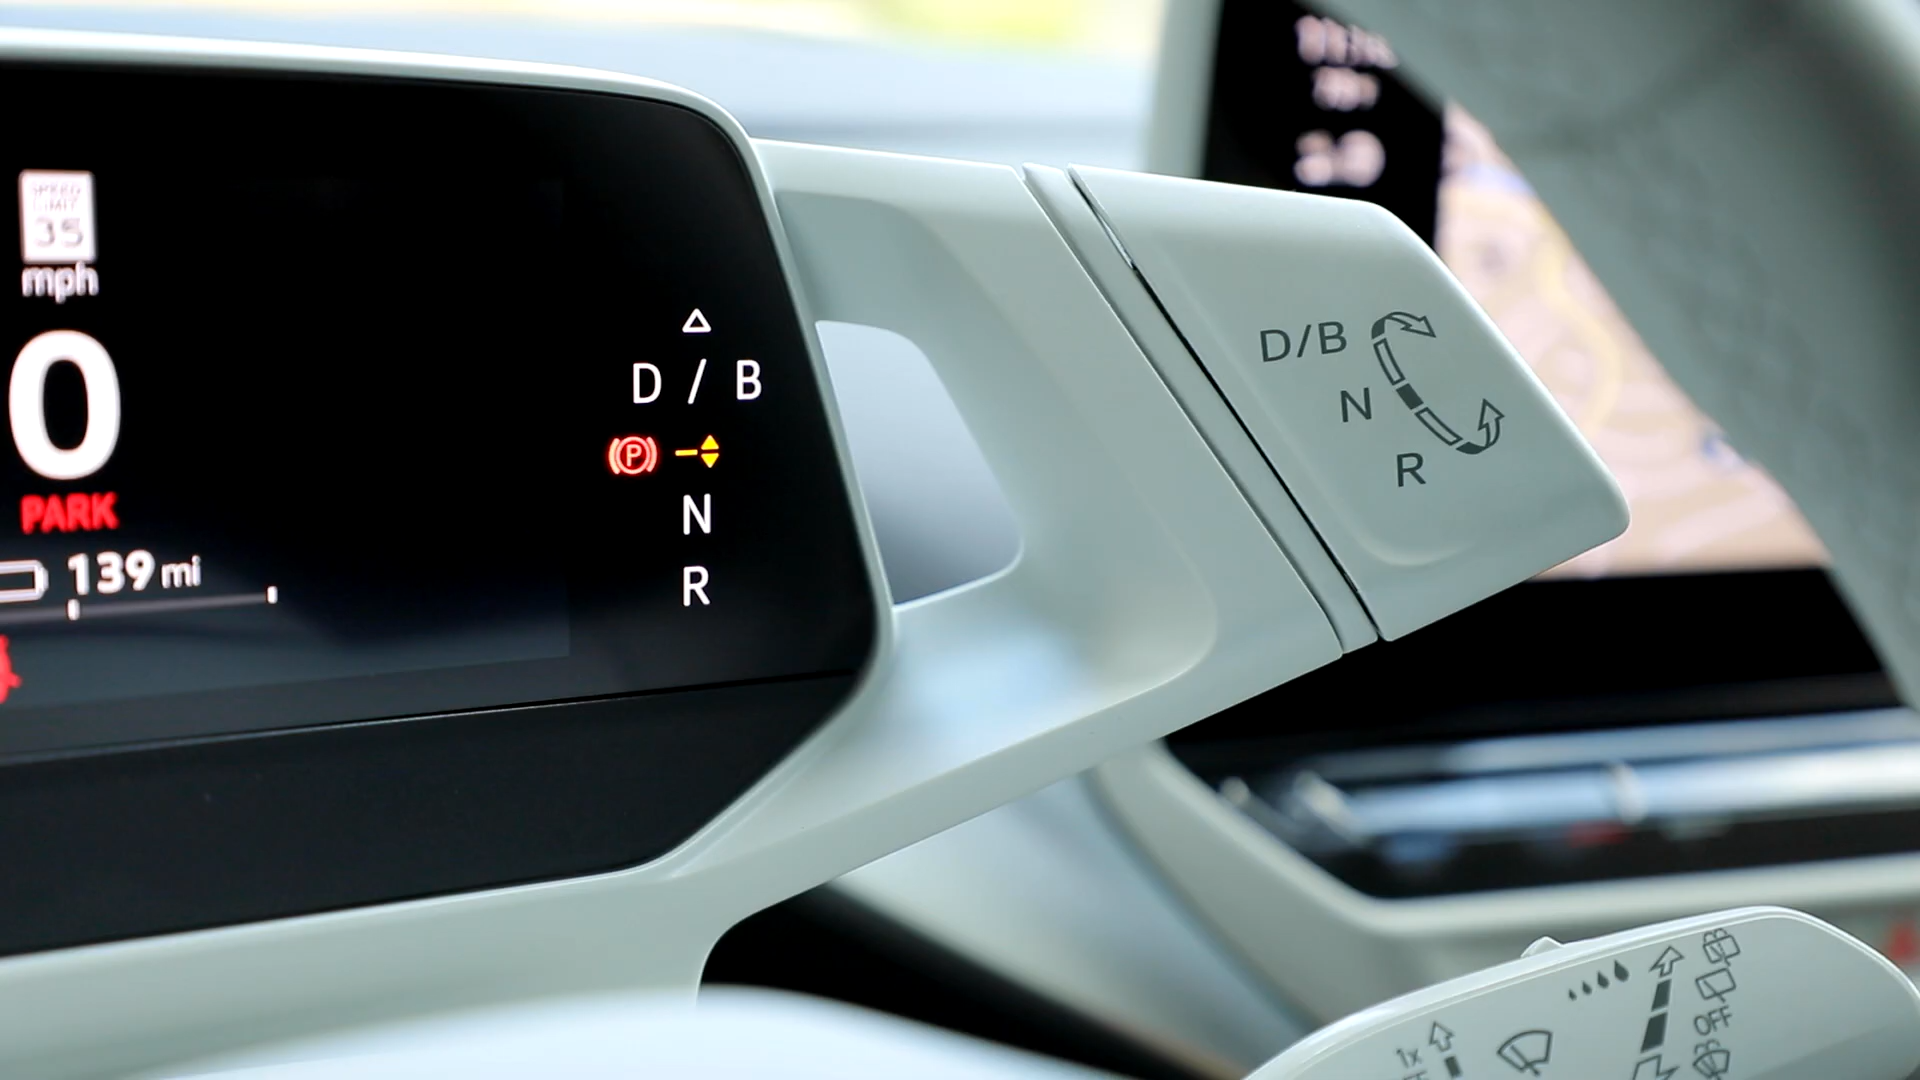 SPEED
LIMIT
35
mph
0
PARK
139 mi
D / B
P
N
R
D/B
N
R
OFF
1x